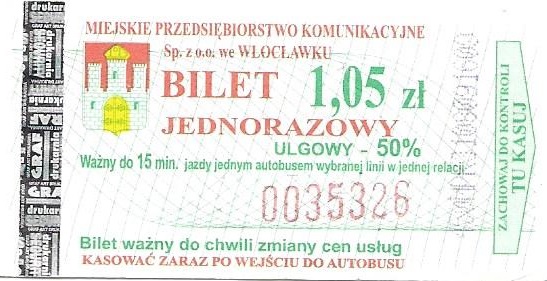 MIEJSKIE PRZEDSIĘBIORSTWO KOMUNIKACYJNE
Sp. z o.o. we WŁOCŁAWKU
BILET 1,05 zł
JEDNORAZOWY
ULGOWY - 50%
Ważny do 15 min. jazdy jednym autobusem wybranej linii w jednej relacji
0035326
Bilet ważny do chwili zmiany cen usług
KASOWAĆ ZARAZ PO WEJŚCIU DO AUTOBUSU
ZACHOWAJ DO KONTROLI
TU KASUJ
drukarnia
GRAF